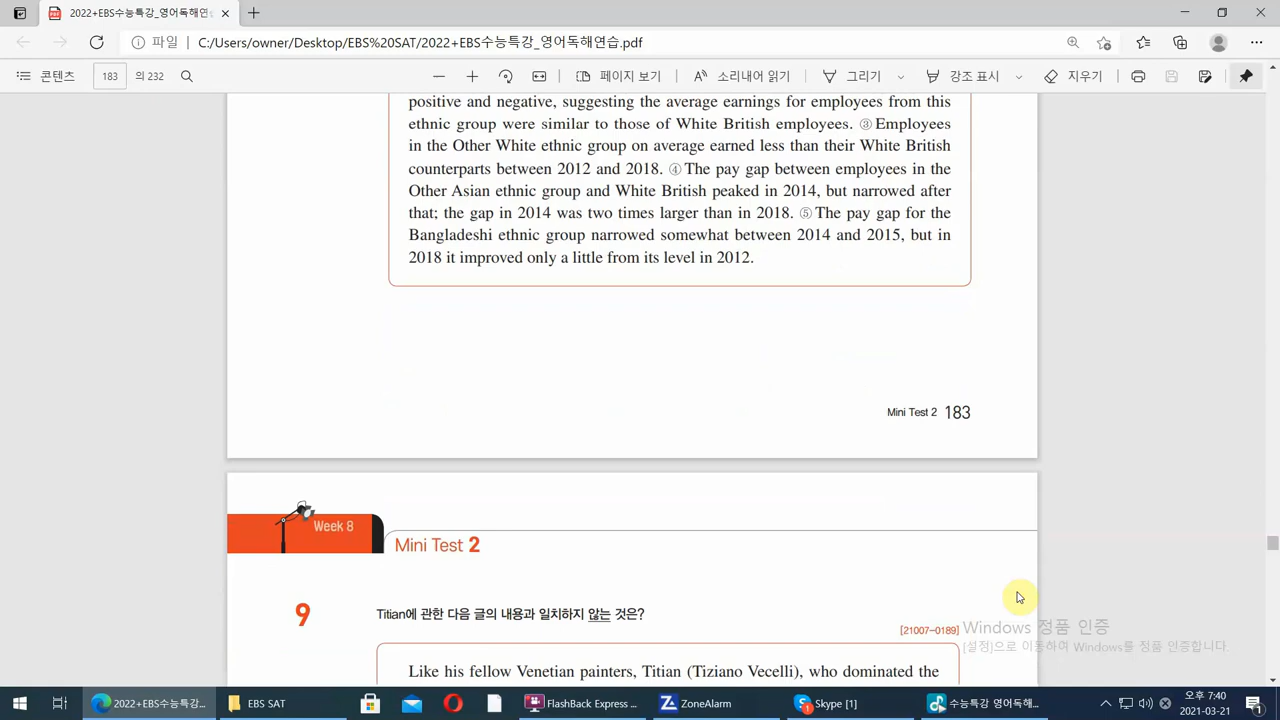 2022+EBS수능특강_영어독해연습
파일 C:/Users/owner/Desktop/EBS%20SAT/2022+EBS수능특강_영어독해연습.pdf
콘텐츠 183 의 232 페이지 보기 소리내어 읽기 그리기 강조 표시 지우기
positive and negative, suggesting the average earnings for employees from this
ethnic group were similar to those of White British employees. ③ Employees
in the Other White ethnic group on average earned less than their White British
counterparts between 2012 and 2018. ④ The pay gap between employees in the
Other Asian ethnic group and White British peaked in 2014, but narrowed after
that; the gap in 2014 was two times larger than in 2018. ⑤ The pay gap for the
Bangladeshi ethnic group narrowed somewhat between 2014 and 2015, but in
2018 it improved only a little from its level in 2012.
Mini Test 2 183
Week 8
Mini Test 2
9 Titian에 관한 다음 글의 내용과 일치하지 않는 것은?
[21007-0189]
Windows 정품 인증
[설정]으로 이동하여 Windows를 정품 인증합니다.
Like his fellow Venetian painters, Titian (Tiziano Vecelli), who dominated the
2022+EBS수능특강... EBS SAT FlashBack Express ... ZoneAlarm Skype [1] 수능특강 영어독해... 오후 7:40
2021-03-21
1